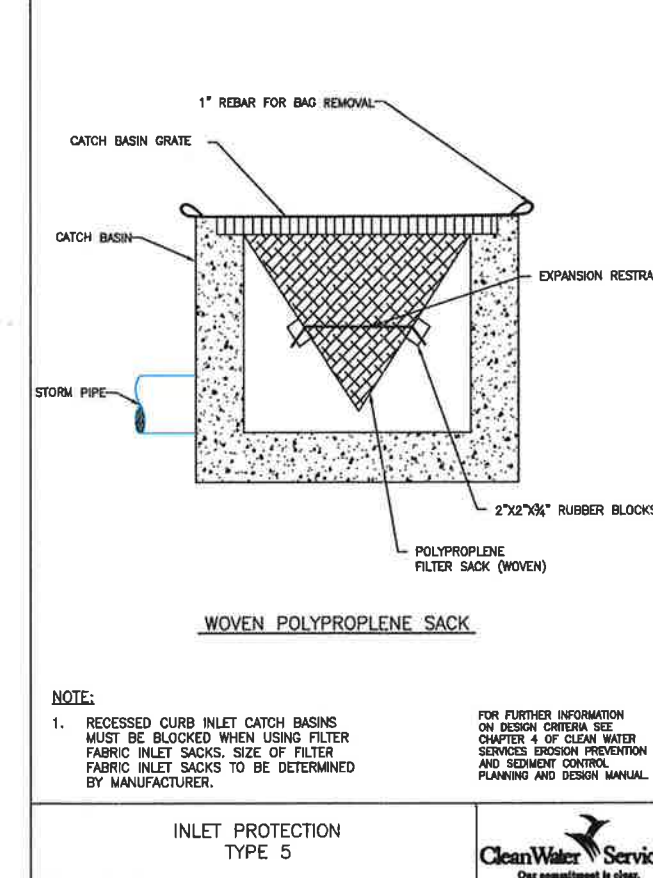 1" REBAR FOR BAG REMOVAL
CATCH BASIN GRATE
CATCH BASIN
EXPANSION RESTRA
STORM PIPE
2"X2"X¾" RUBBER BLOCKS
POLYPROPLENE
FILTER SACK (WOVEN)
WOVEN POLYPROPLENE SACK
NOTE:
1. RECESSED CURB INLET CATCH BASINS
MUST BE BLOCKED WHEN USING FILTER
FABRIC INLET SACKS. SIZE OF FILTER
FABRIC INLET SACKS TO BE DETERMINED
BY MANUFACTURER.
FOR FURTHER INFORMATION
ON DESIGN CRITERIA SEE
CHAPTER 4 OF CLEAN WATER
SERVICES EROSION PREVENTION
AND SEDIMENT CONTROL
PLANNING AND DESIGN MANUAL.
INLET PROTECTION
TYPE 5
CleanWater Servic
Our commitment is clear.